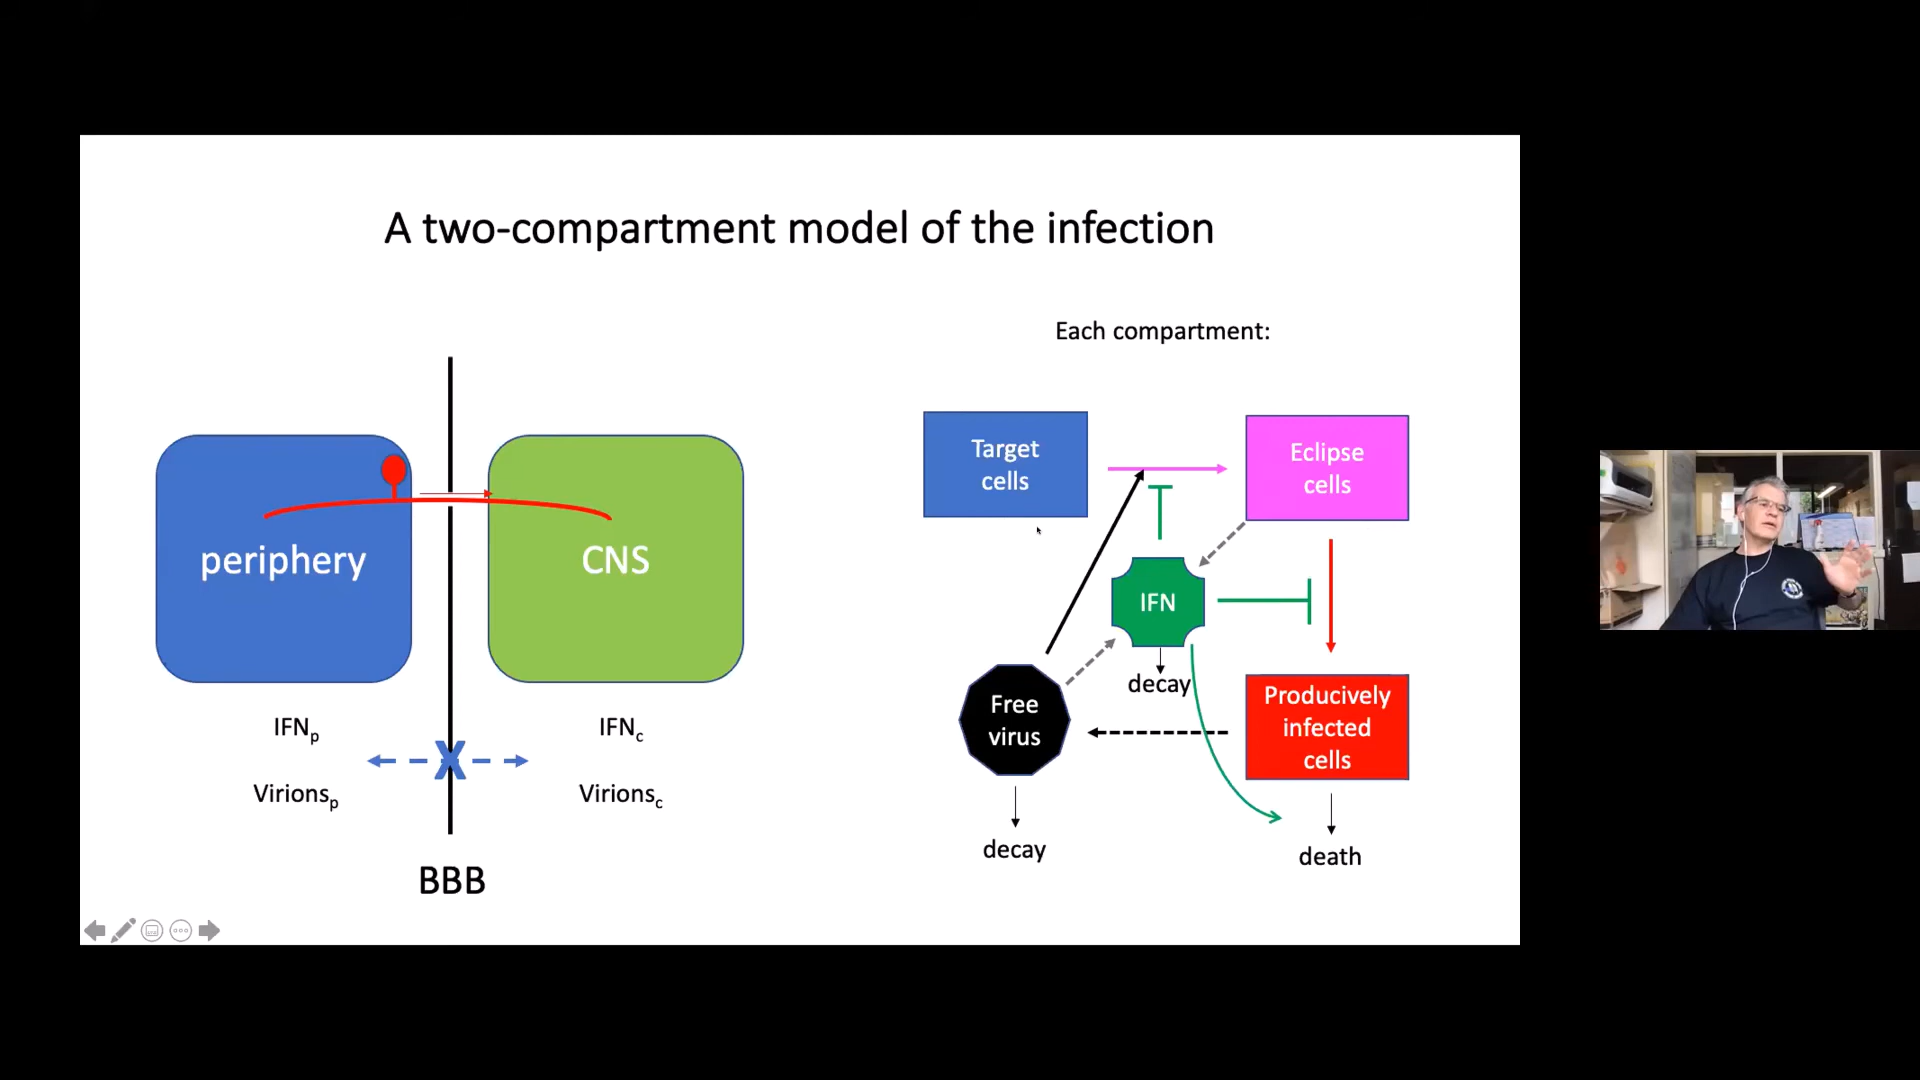 A two-compartment model of the infection
Each compartment:
periphery
CNS
IFNp
IFNc
X
Virionsp
Virionsc
BBB
Target
cells
Eclipse
cells
IFN
decay
Free
virus
decay
Producively
infected
cells
death